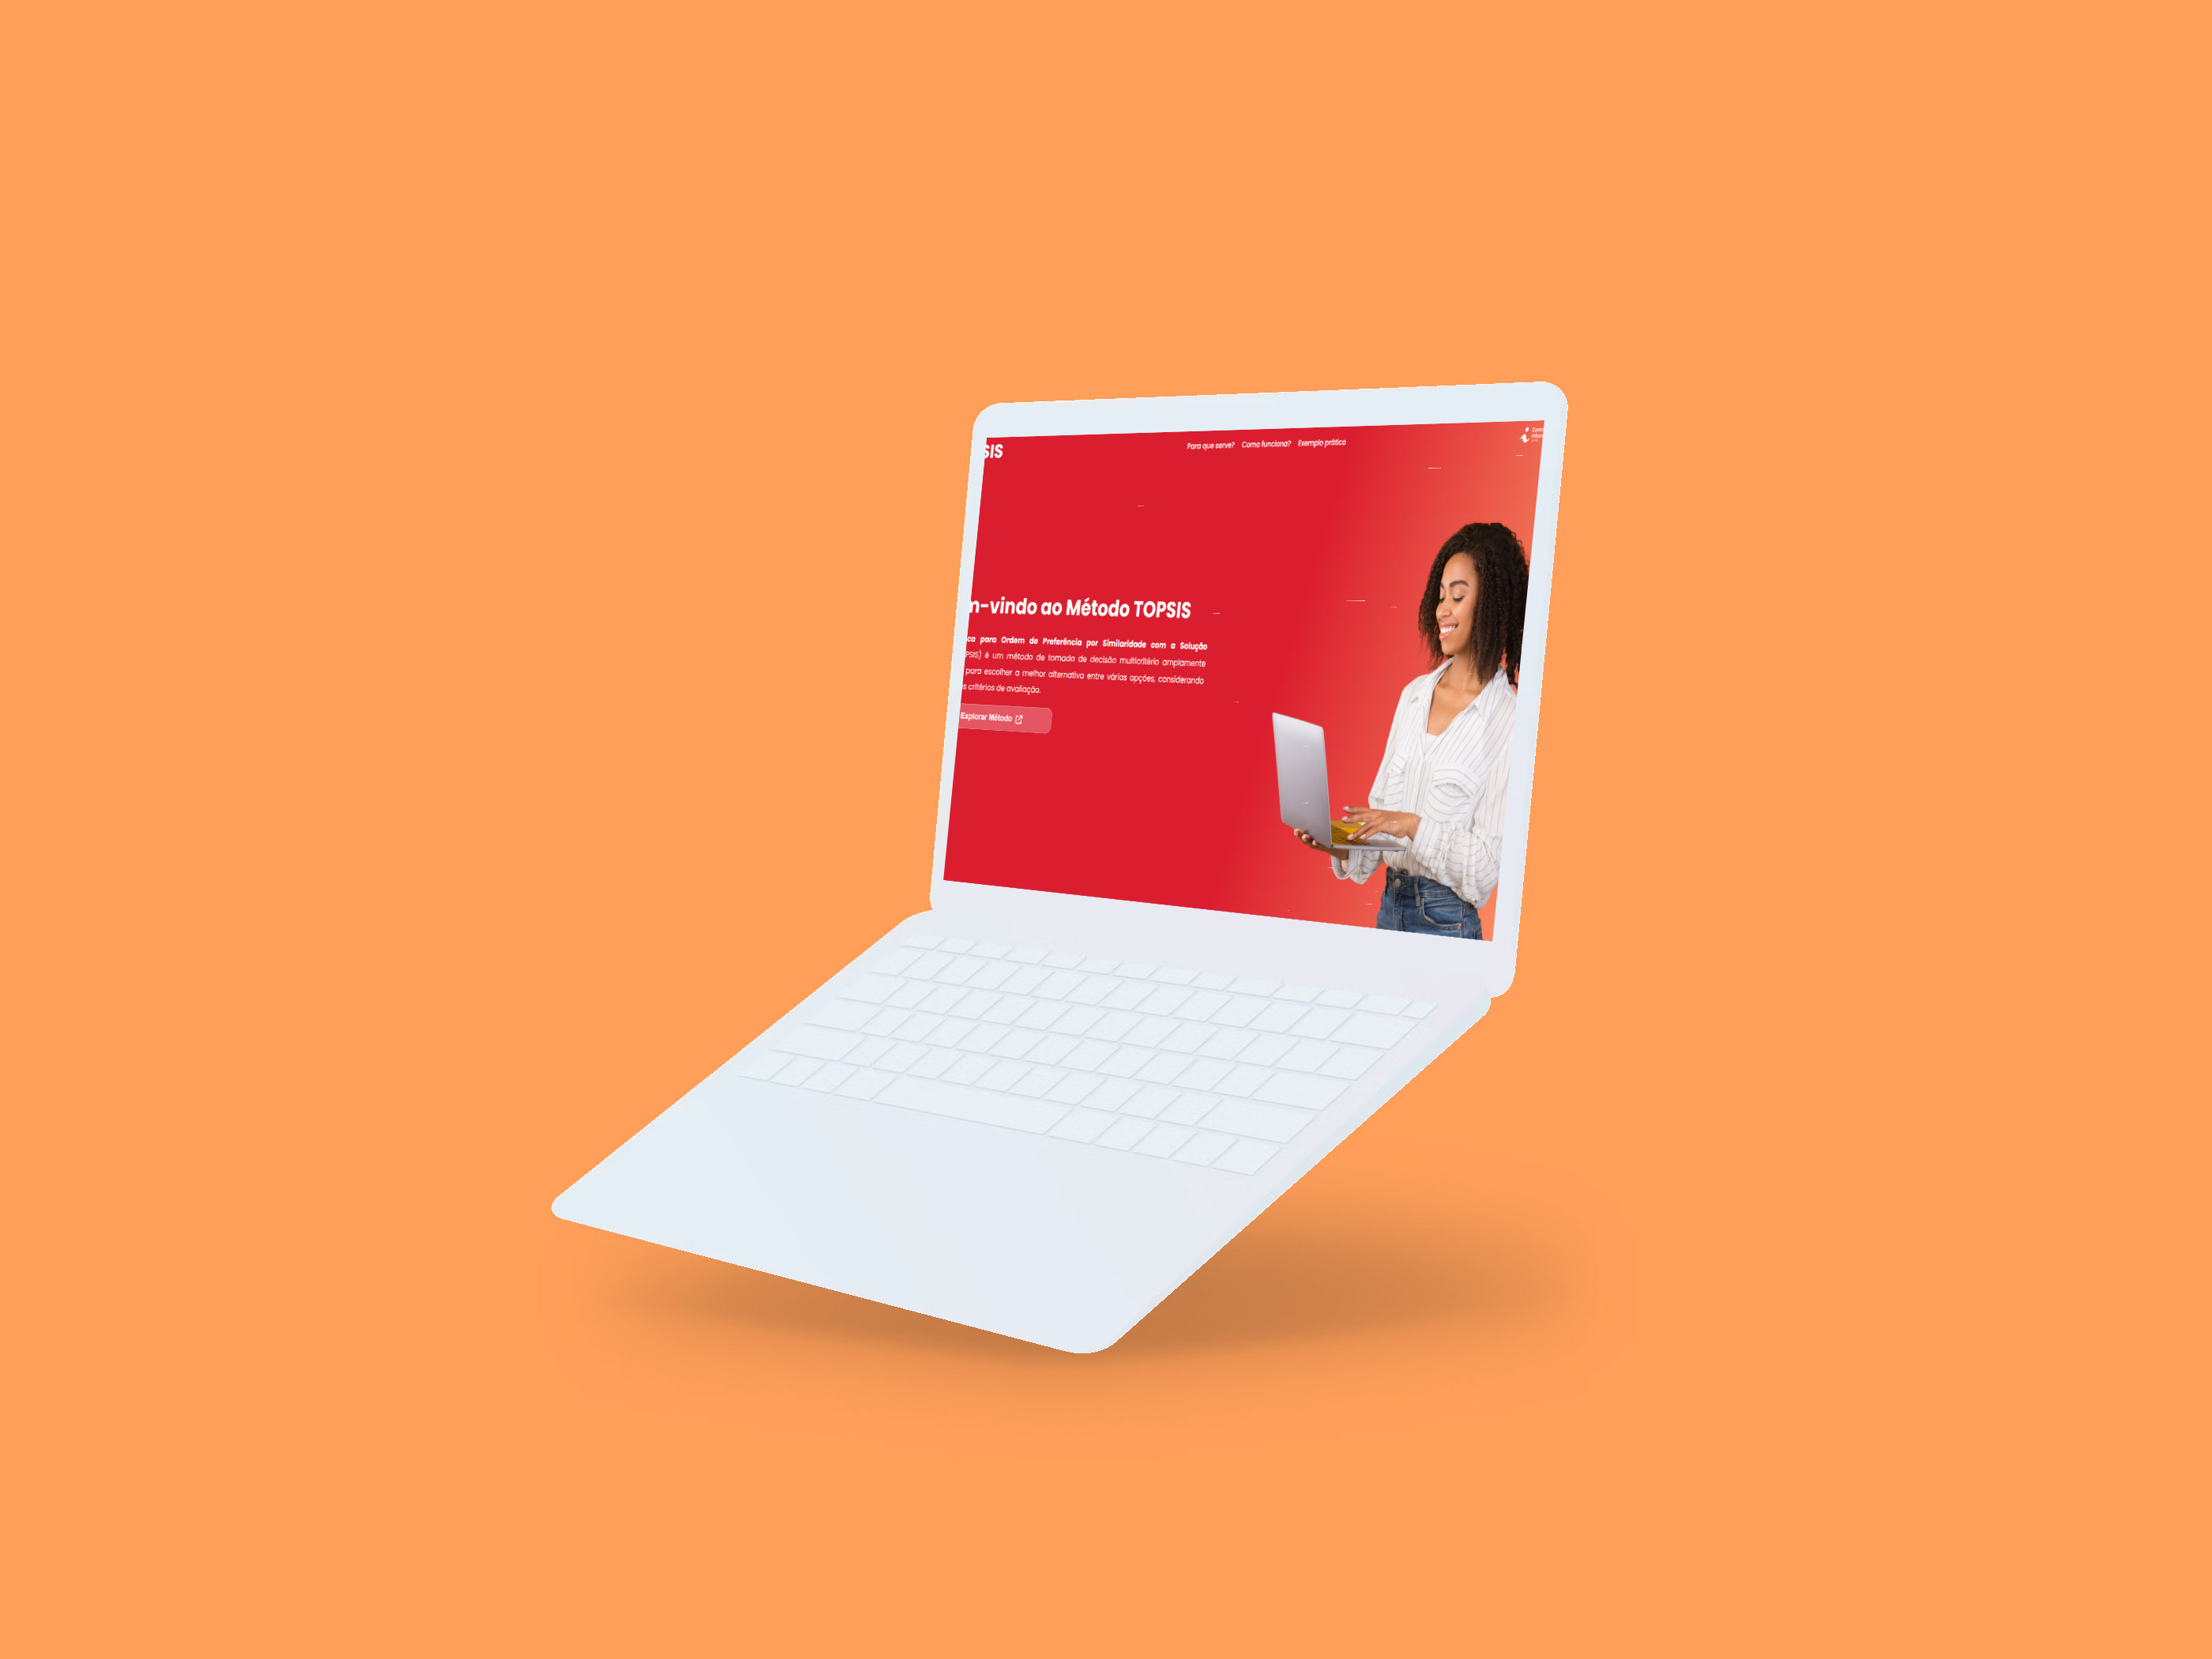 SIS
Para que serve? Como funciona? Exemplo prático
m-vindo ao Método TOPSIS
ca para Ordem de Preferência por Similaridade com a Solução
PSIS) é um método de tomada de decisão multicritério amplamente
para escolher a melhor alternativa entre várias opções, considerando
s critérios de avaliação.
Explorar Método